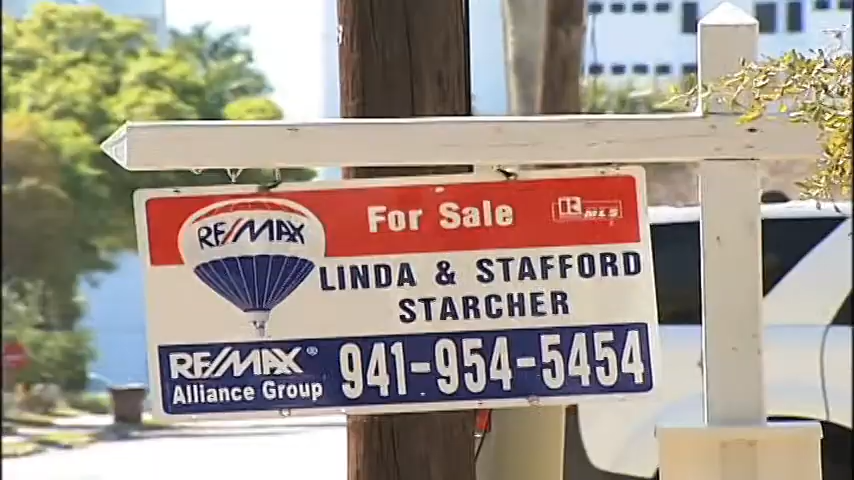 For Sale
R MLS
RE/MAX
LINDA & STAFFORD
STARCHER
RE/MAX®
Alliance Group
941-954-5454